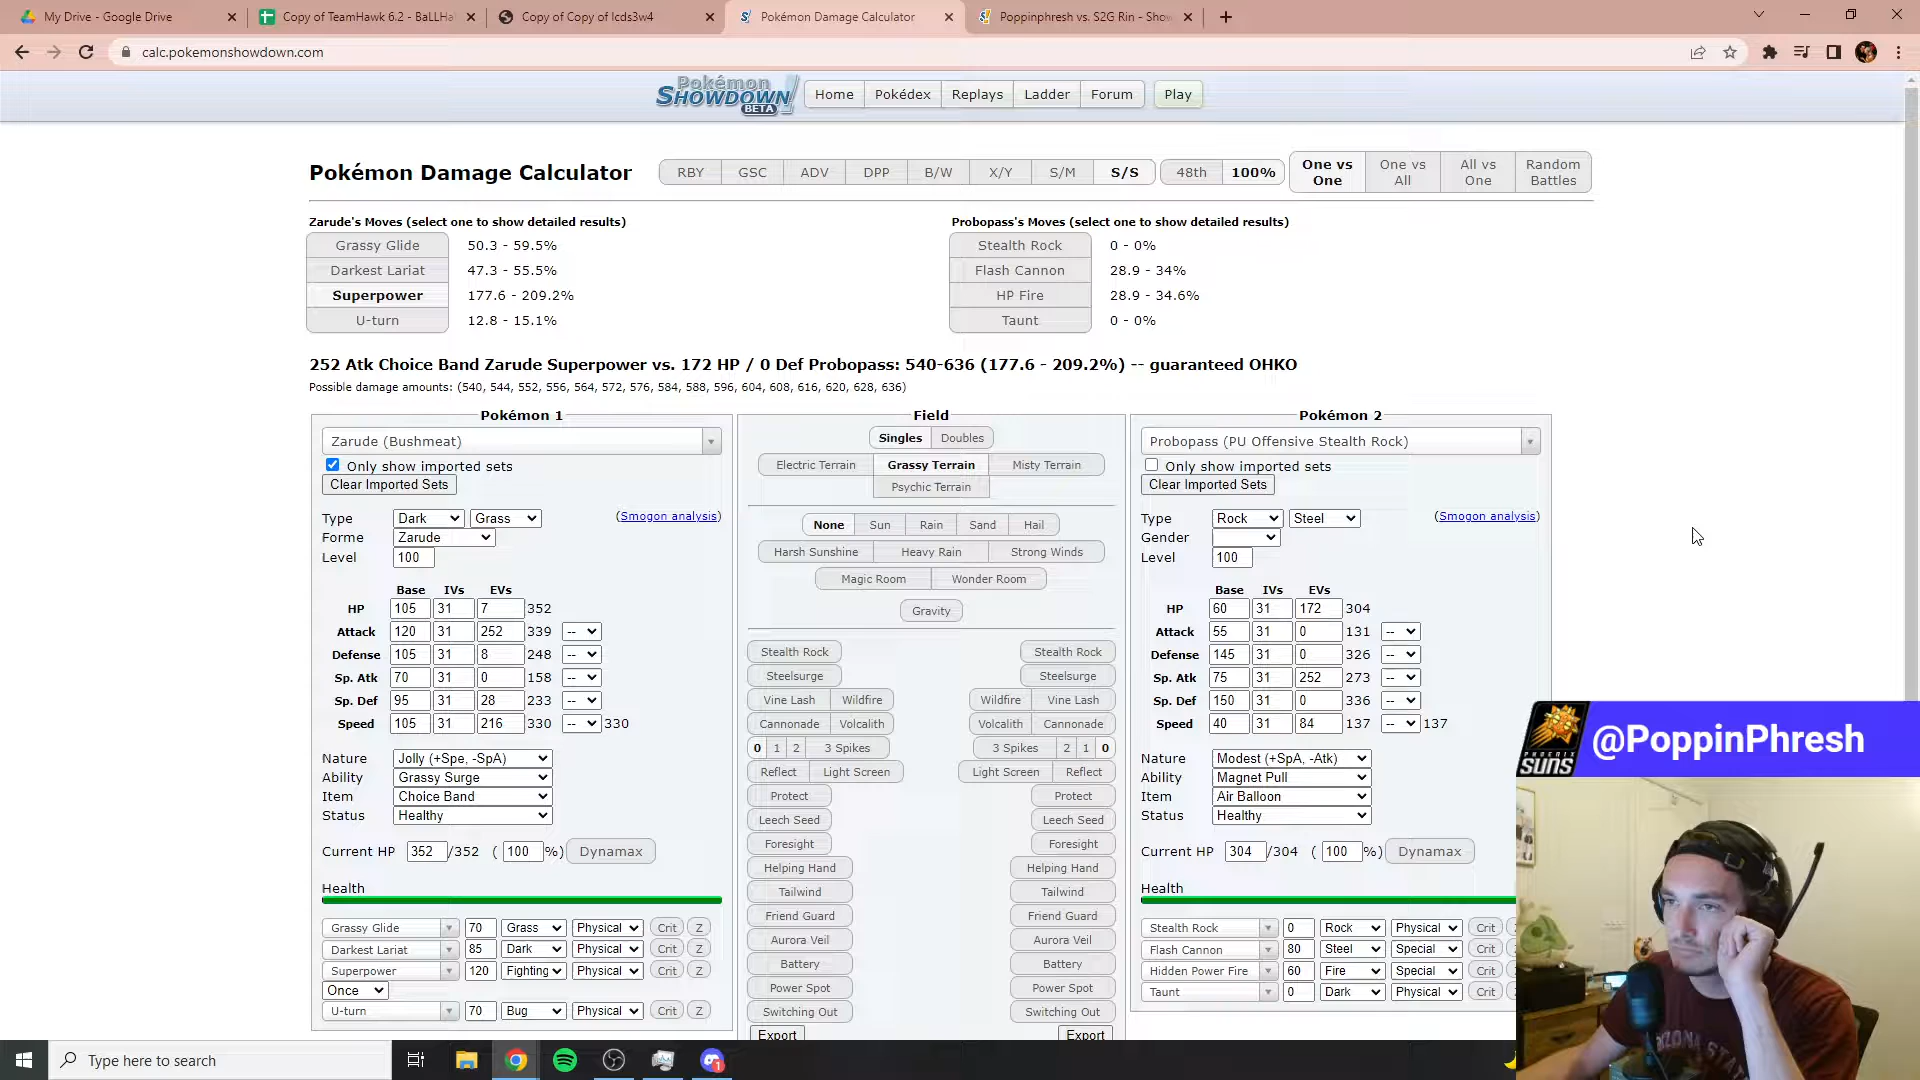 My Drive - Google Drive
Copy of TeamHawk 6.2 - BaLLHa
Copy of Copy of lcds3w4
Pokémon Damage Calculator
Poppinphresh vs. S2G Rin - Show
calc.pokemonshowdown.com
Pokémon SHOWDOWN! BETA
Home Pokédex Replays Ladder Forum Play
Pokémon Damage Calculator RBY GSC ADV DPP B/W X/Y S/M S/S 48th 100% One vs One One vs All All vs One Random Battles
Zarude's Moves (select one to show detailed results) Probopass's Moves (select one to show detailed results)
Grassy Glide 50.3 - 59.5% Stealth Rock 0 - 0%
Darkest Lariat 47.3 - 55.5% Flash Cannon 28.9 - 34%
Superpower 177.6 - 209.2% HP Fire 28.9 - 34.6%
U-turn 12.8 - 15.1% Taunt 0 - 0%
252 Atk Choice Band Zarude Superpower vs. 172 HP / 0 Def Probopass: 540-636 (177.6 - 209.2%) -- guaranteed OHKO
Possible damage amounts: (540, 544, 552, 556, 564, 572, 576, 584, 588, 596, 604, 608, 616, 620, 628, 636)
Pokémon 1
Zarude (Bushmeat)
Only show imported sets
Clear Imported Sets
Type Dark Grass (Smogon analysis)
Forme Zarude
Level 100
Base IVs EVs
HP 105 31 7 352
Attack 120 31 252 339 --
Defense 105 31 8 248 --
Sp. Atk 70 31 0 158 --
Sp. Def 95 31 28 233 --
Speed 105 31 216 330 -- 330
Nature Jolly (+Spe, -SpA)
Ability Grassy Surge
Item Choice Band
Status Healthy
Current HP 352 /352 ( 100 %) Dynamax
Health
Grassy Glide 70 Grass Physical Crit Z
Darkest Lariat 85 Dark Physical Crit Z
Superpower 120 Fighting Physical Crit Z
Once
U-turn 70 Bug Physical Crit Z
Field
Singles Doubles
Electric Terrain Grassy Terrain Misty Terrain
Psychic Terrain
None Sun Rain Sand Hail
Harsh Sunshine Heavy Rain Strong Winds
Magic Room Wonder Room
Gravity
Stealth Rock Stealth Rock
Steelsurge Steelsurge
Vine Lash Wildfire Wildfire Vine Lash
Cannonade Volcalith Volcalith Cannonade
0 1 2 3 Spikes 3 Spikes 2 1 0
Reflect Light Screen Light Screen Reflect
Protect Protect
Leech Seed Leech Seed
Foresight Foresight
Helping Hand Helping Hand
Tailwind Tailwind
Friend Guard Friend Guard
Aurora Veil Aurora Veil
Battery Battery
Power Spot Power Spot
Switching Out Switching Out
Export Export
Pokémon 2
Probopass (PU Offensive Stealth Rock)
Only show imported sets
Clear Imported Sets
Type Rock Steel (Smogon analysis)
Gender
Level 100
Base IVs EVs
HP 60 31 172 304
Attack 55 31 0 131 --
Defense 145 31 0 326 --
Sp. Atk 75 31 252 273 --
Sp. Def 150 31 0 336 --
Speed 40 31 84 137 -- 137
Nature Modest (+SpA, -Atk)
Ability Magnet Pull
Item Air Balloon
Status Healthy
Current HP 304 /304 ( 100 %) Dynamax
Health
Stealth Rock 0 Rock Physical Crit
Flash Cannon 80 Steel Special Crit
Hidden Power Fire 60 Fire Special Crit
Taunt 0 Dark Physical Crit
PHOENIX SUNS
@PoppinPhresh
ARIZONA STA
Type here to search
1